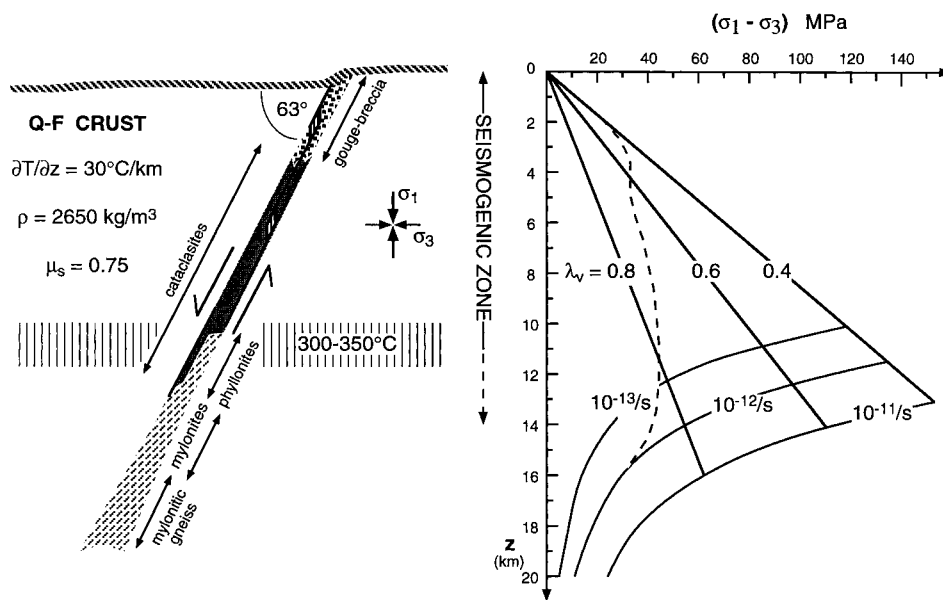 Q-F CRUST
∂T/∂z = 30°C/km
ρ = 2650 kg/m³
μs = 0.75
63°
gouge-breccia
cataclasites
σ1
σ3
300-350°C
phyllonites
mylonites
mylonitic
gneiss
SEISMOGENIC ZONE
(σ1 - σ3) MPa
20 40 60 80 100 120 140
0
2
4
6
8
10
12
14
16
18
20
z
(km)
λv = 0.8
0.6
0.4
10-13/s
10-12/s
10-11/s